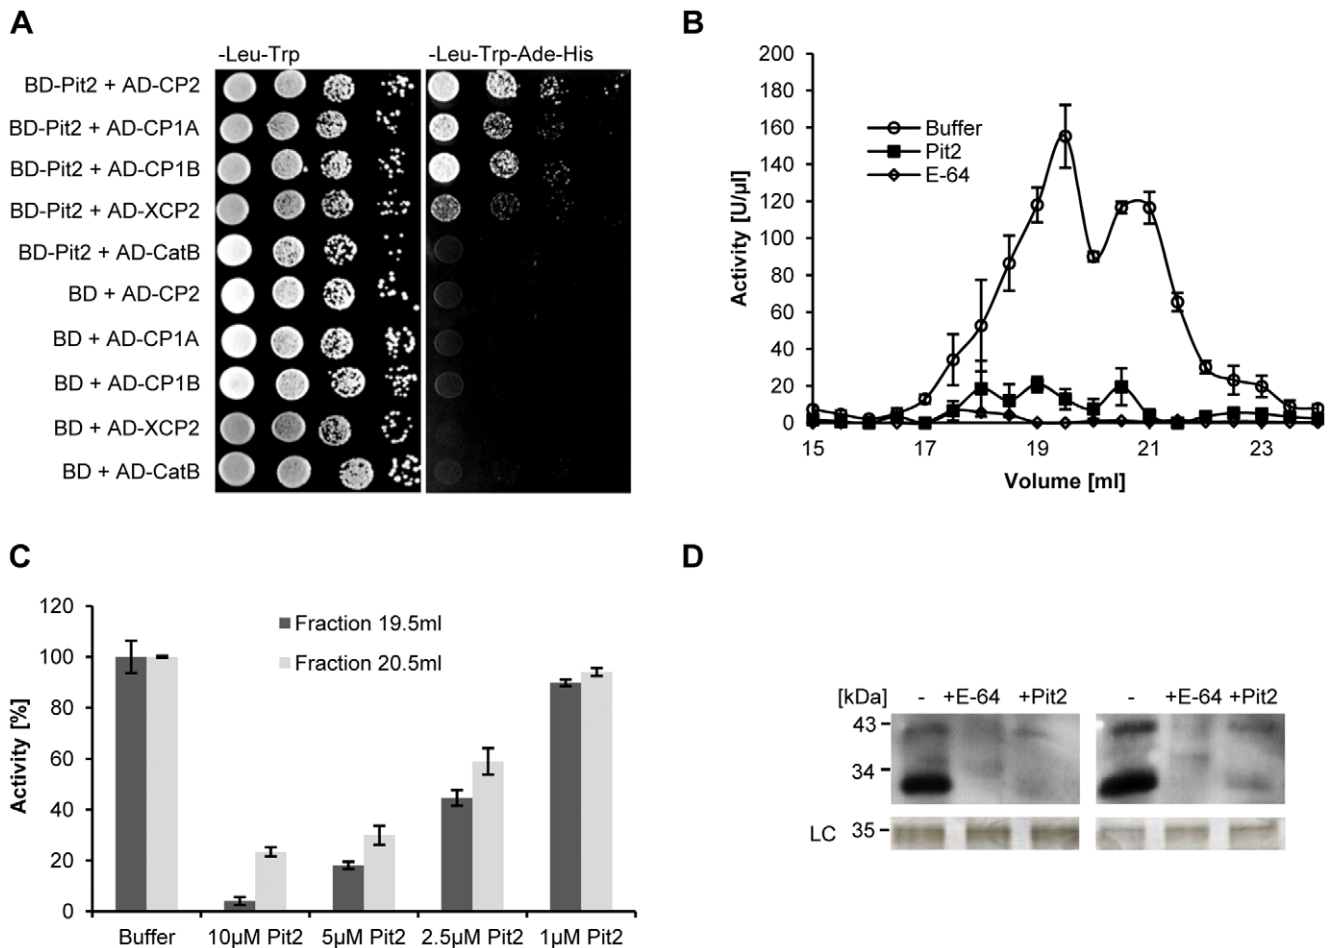 A
-Leu-Trp
-Leu-Trp-Ade-His
BD-Pit2 + AD-CP2
BD-Pit2 + AD-CP1A
BD-Pit2 + AD-CP1B
BD-Pit2 + AD-XCP2
BD-Pit2 + AD-CatB
BD + AD-CP2
BD + AD-CP1A
BD + AD-CP1B
BD + AD-XCP2
BD + AD-CatB
B
200
180
160
140
120
100
80
60
40
20
0
Activity [U/µl]
Buffer
Pit2
E-64
15 17 19 21 23
Volume [ml]
C
120
100
80
60
40
20
0
Activity [%]
Fraction 19.5ml
Fraction 20.5ml
Buffer 10µM Pit2 5µM Pit2 2.5µM Pit2 1µM Pit2
D
[kDa] - +E-64 +Pit2 - +E-64 +Pit2
43
34
LC 35